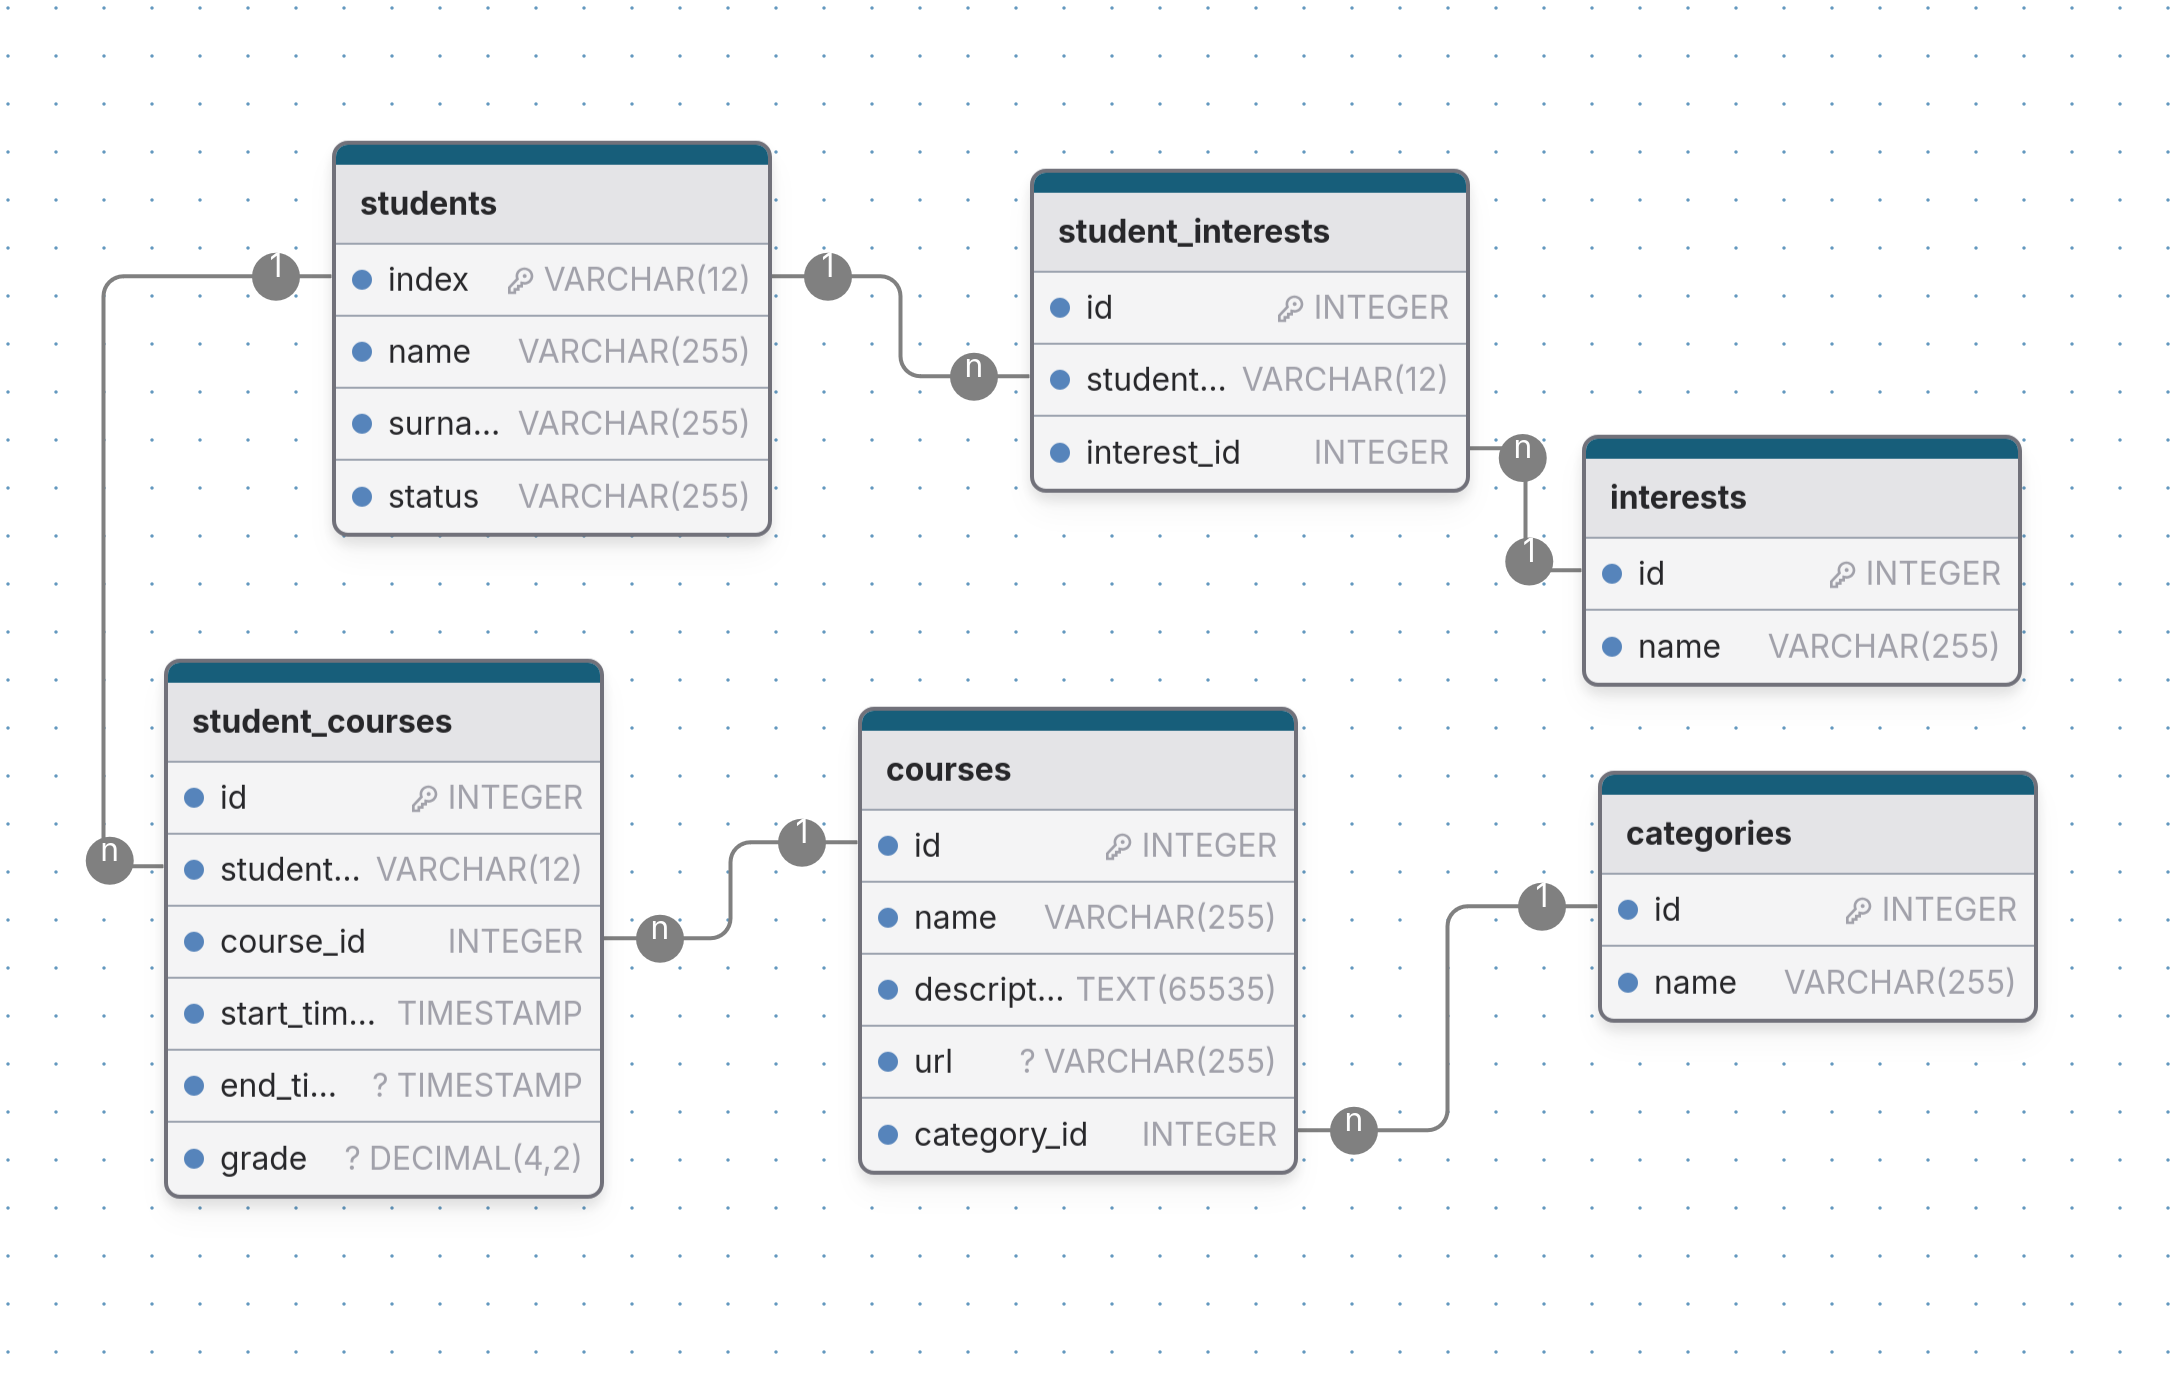 students
index VARCHAR(12)
name VARCHAR(255)
surna... VARCHAR(255)
status VARCHAR(255)
1
1
n
student_interests
id INTEGER
student... VARCHAR(12)
interest_id INTEGER
n
1
interests
id INTEGER
name VARCHAR(255)
student_courses
id INTEGER
student... VARCHAR(12)
course_id INTEGER
start_tim... TIMESTAMP
end_ti... ? TIMESTAMP
grade ? DECIMAL(4,2)
n
n
1
courses
id INTEGER
name VARCHAR(255)
descript... TEXT(65535)
url ? VARCHAR(255)
category_id INTEGER
n
1
categories
id INTEGER
name VARCHAR(255)